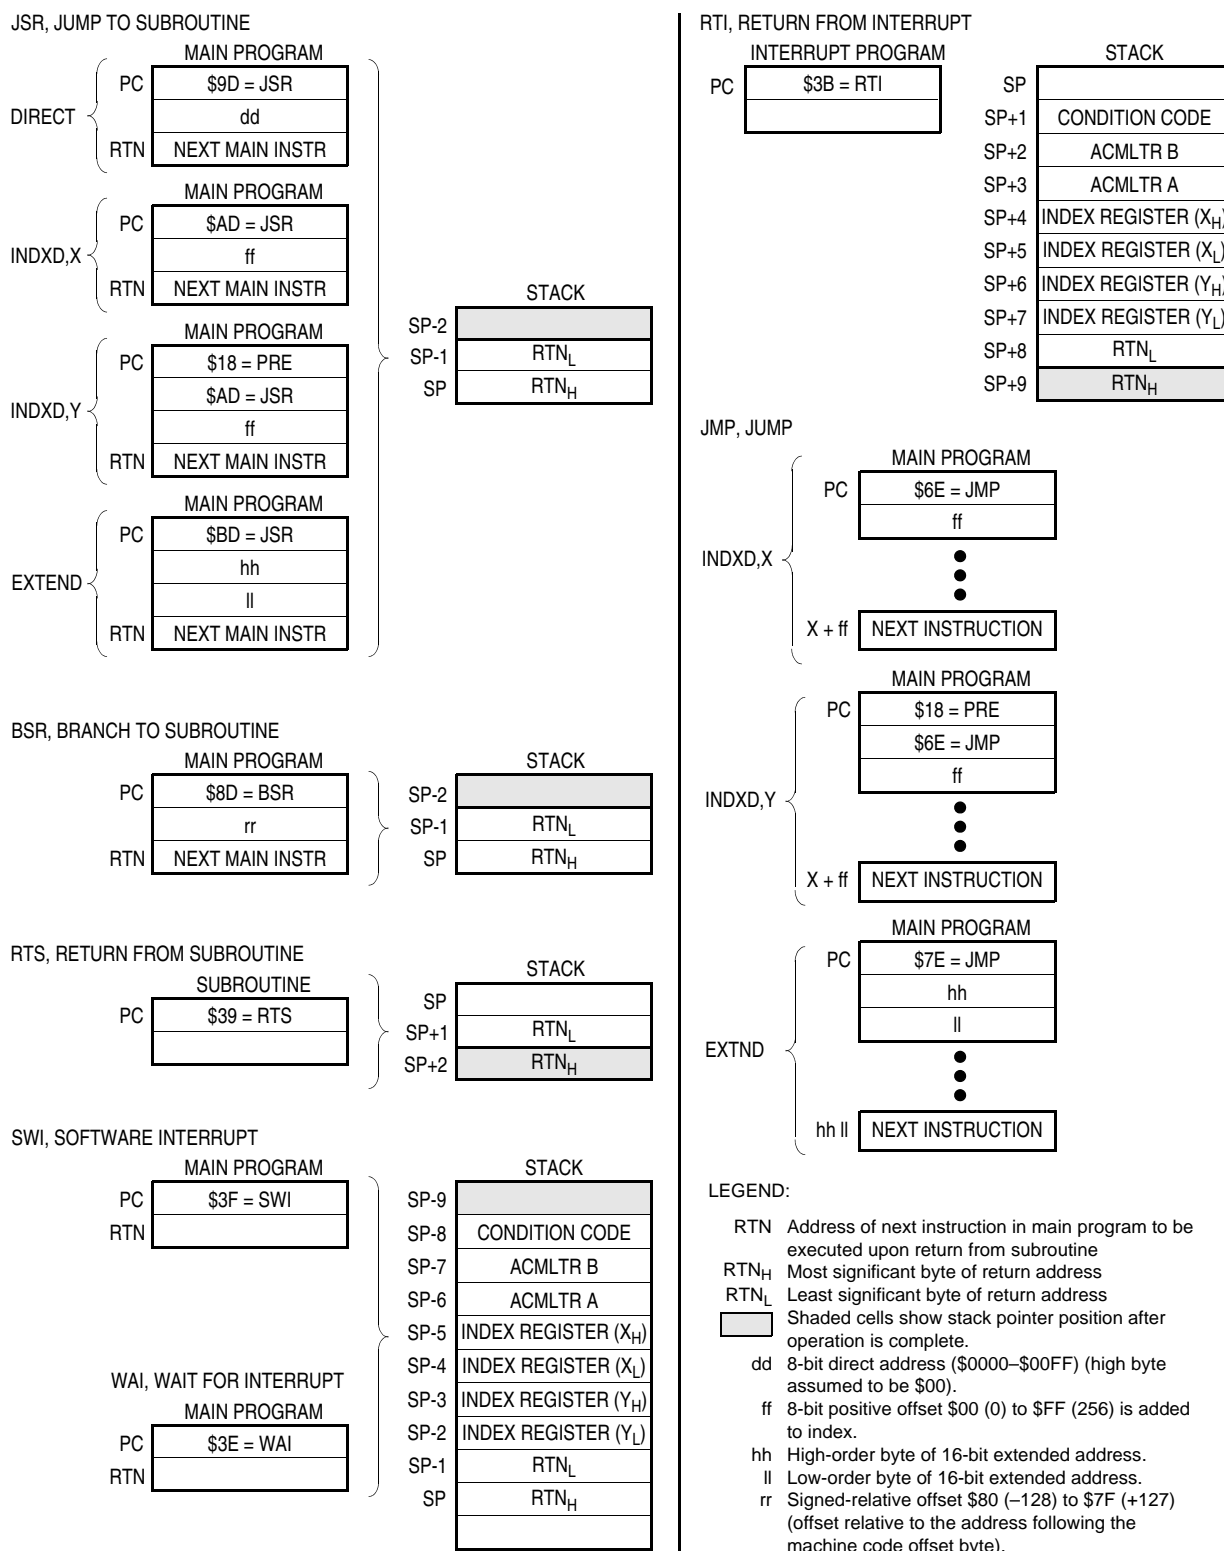 JSR, JUMP TO SUBROUTINE
MAIN PROGRAM
DIRECT
PC $9D = JSR
dd
RTN NEXT MAIN INSTR
MAIN PROGRAM
INDXD,X
PC $AD = JSR
ff
RTN NEXT MAIN INSTR
MAIN PROGRAM
INDXD,Y
PC $18 = PRE
$AD = JSR
ff
RTN NEXT MAIN INSTR
MAIN PROGRAM
EXTEND
PC $BD = JSR
hh
ll
RTN NEXT MAIN INSTR
STACK
SP-2
SP-1 RTNL
SP RTNH
BSR, BRANCH TO SUBROUTINE
MAIN PROGRAM
PC $8D = BSR
rr
RTN NEXT MAIN INSTR
STACK
SP-2
SP-1 RTNL
SP RTNH
RTS, RETURN FROM SUBROUTINE
SUBROUTINE
PC $39 = RTS
STACK
SP
SP+1 RTNL
SP+2 RTNH
SWI, SOFTWARE INTERRUPT
MAIN PROGRAM
PC $3F = SWI
RTN
WAI, WAIT FOR INTERRUPT
MAIN PROGRAM
PC $3E = WAI
RTN
STACK
SP-9
SP-8 CONDITION CODE
SP-7 ACMLTR B
SP-6 ACMLTR A
SP-5 INDEX REGISTER (XH)
SP-4 INDEX REGISTER (XL)
SP-3 INDEX REGISTER (YH)
SP-2 INDEX REGISTER (YL)
SP-1 RTNL
SP RTNH
RTI, RETURN FROM INTERRUPT
INTERRUPT PROGRAM
PC $3B = RTI
STACK
SP
SP+1 CONDITION CODE
SP+2 ACMLTR B
SP+3 ACMLTR A
SP+4 INDEX REGISTER (XH)
SP+5 INDEX REGISTER (XL)
SP+6 INDEX REGISTER (YH)
SP+7 INDEX REGISTER (YL)
SP+8 RTNL
SP+9 RTNH
JMP, JUMP
MAIN PROGRAM
INDXD,X
PC $6E = JMP
ff
X + ff NEXT INSTRUCTION
MAIN PROGRAM
INDXD,Y
PC $18 = PRE
$6E = JMP
ff
X + ff NEXT INSTRUCTION
MAIN PROGRAM
EXTND
PC $7E = JMP
hh
ll
hh ll NEXT INSTRUCTION
LEGEND:
RTN Address of next instruction in main program to be
executed upon return from subroutine
RTNH Most significant byte of return address
RTNL Least significant byte of return address
Shaded cells show stack pointer position after
operation is complete.
dd 8-bit direct address ($0000–$00FF) (high byte
assumed to be $00).
ff 8-bit positive offset $00 (0) to $FF (256) is added
to index.
hh High-order byte of 16-bit extended address.
ll Low-order byte of 16-bit extended address.
rr Signed-relative offset $80 (–128) to $7F (+127)
(offset relative to the address following the
machine code offset byte).